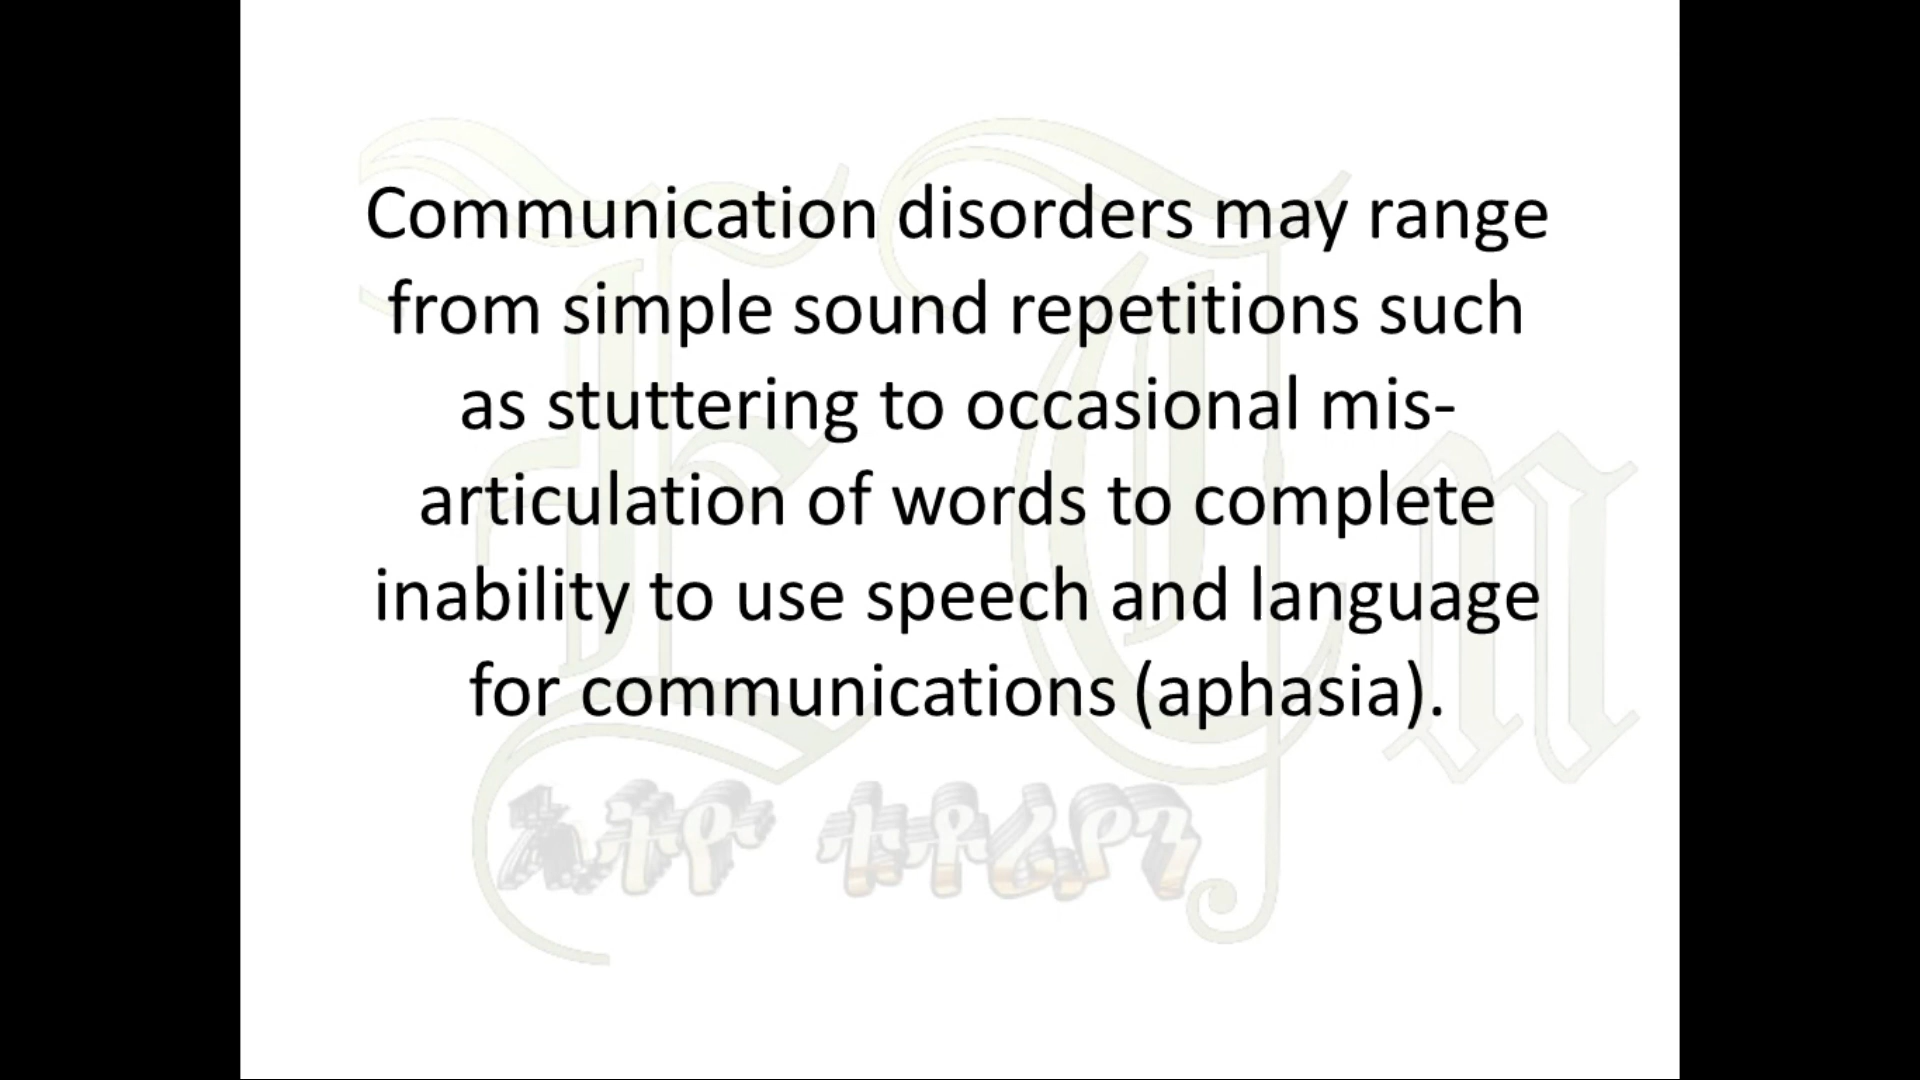 Communication disorders may range
from simple sound repetitions such
as stuttering to occasional mis-
articulation of words to complete
inability to use speech and language
for communications (aphasia).